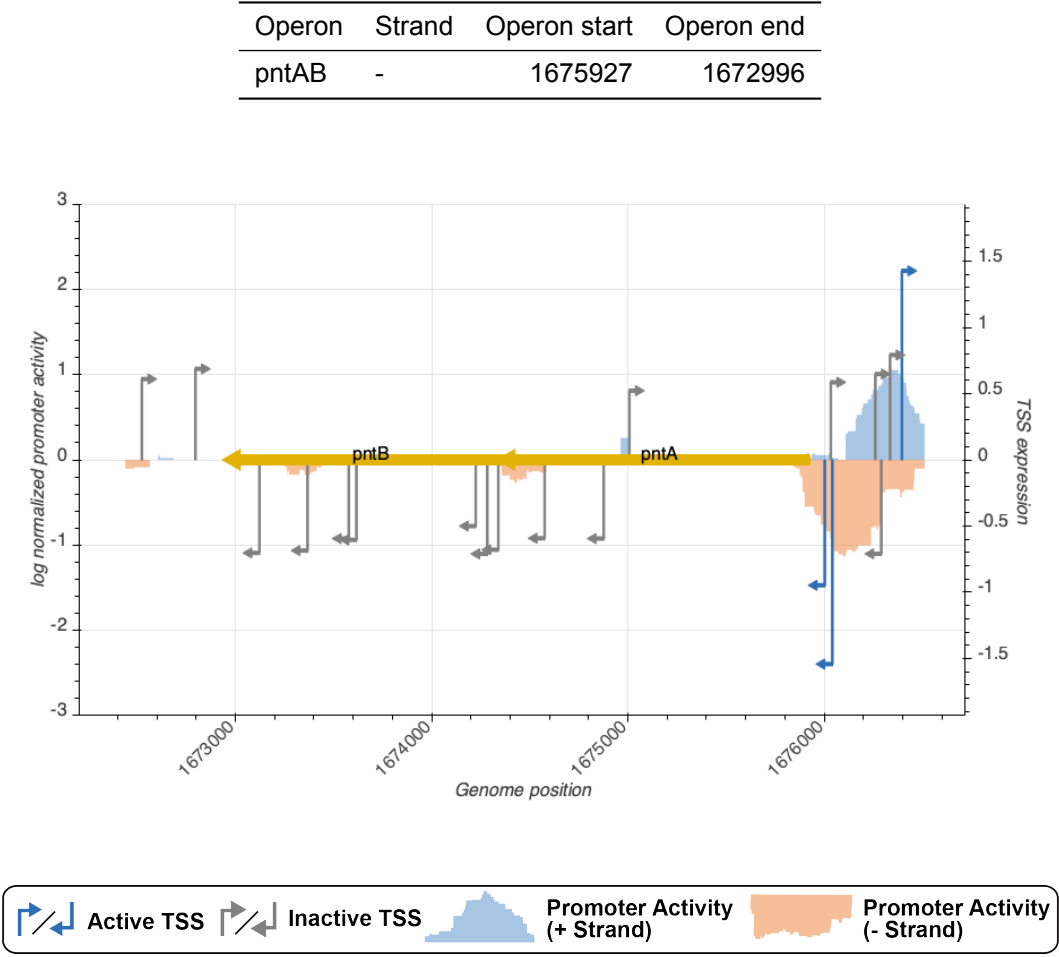 Operon Strand Operon start Operon end
pntAB - 1675927 1672996
3
2
1
0
-1
-2
-3
log normalized promoter activity
pntB
pntA
1.5
1
0.5
0
-0.5
-1
-1.5
TSS expression
1673000
1674000
1675000
1676000
Genome position
Active TSS
Inactive TSS
Promoter Activity
(+ Strand)
Promoter Activity
(- Strand)